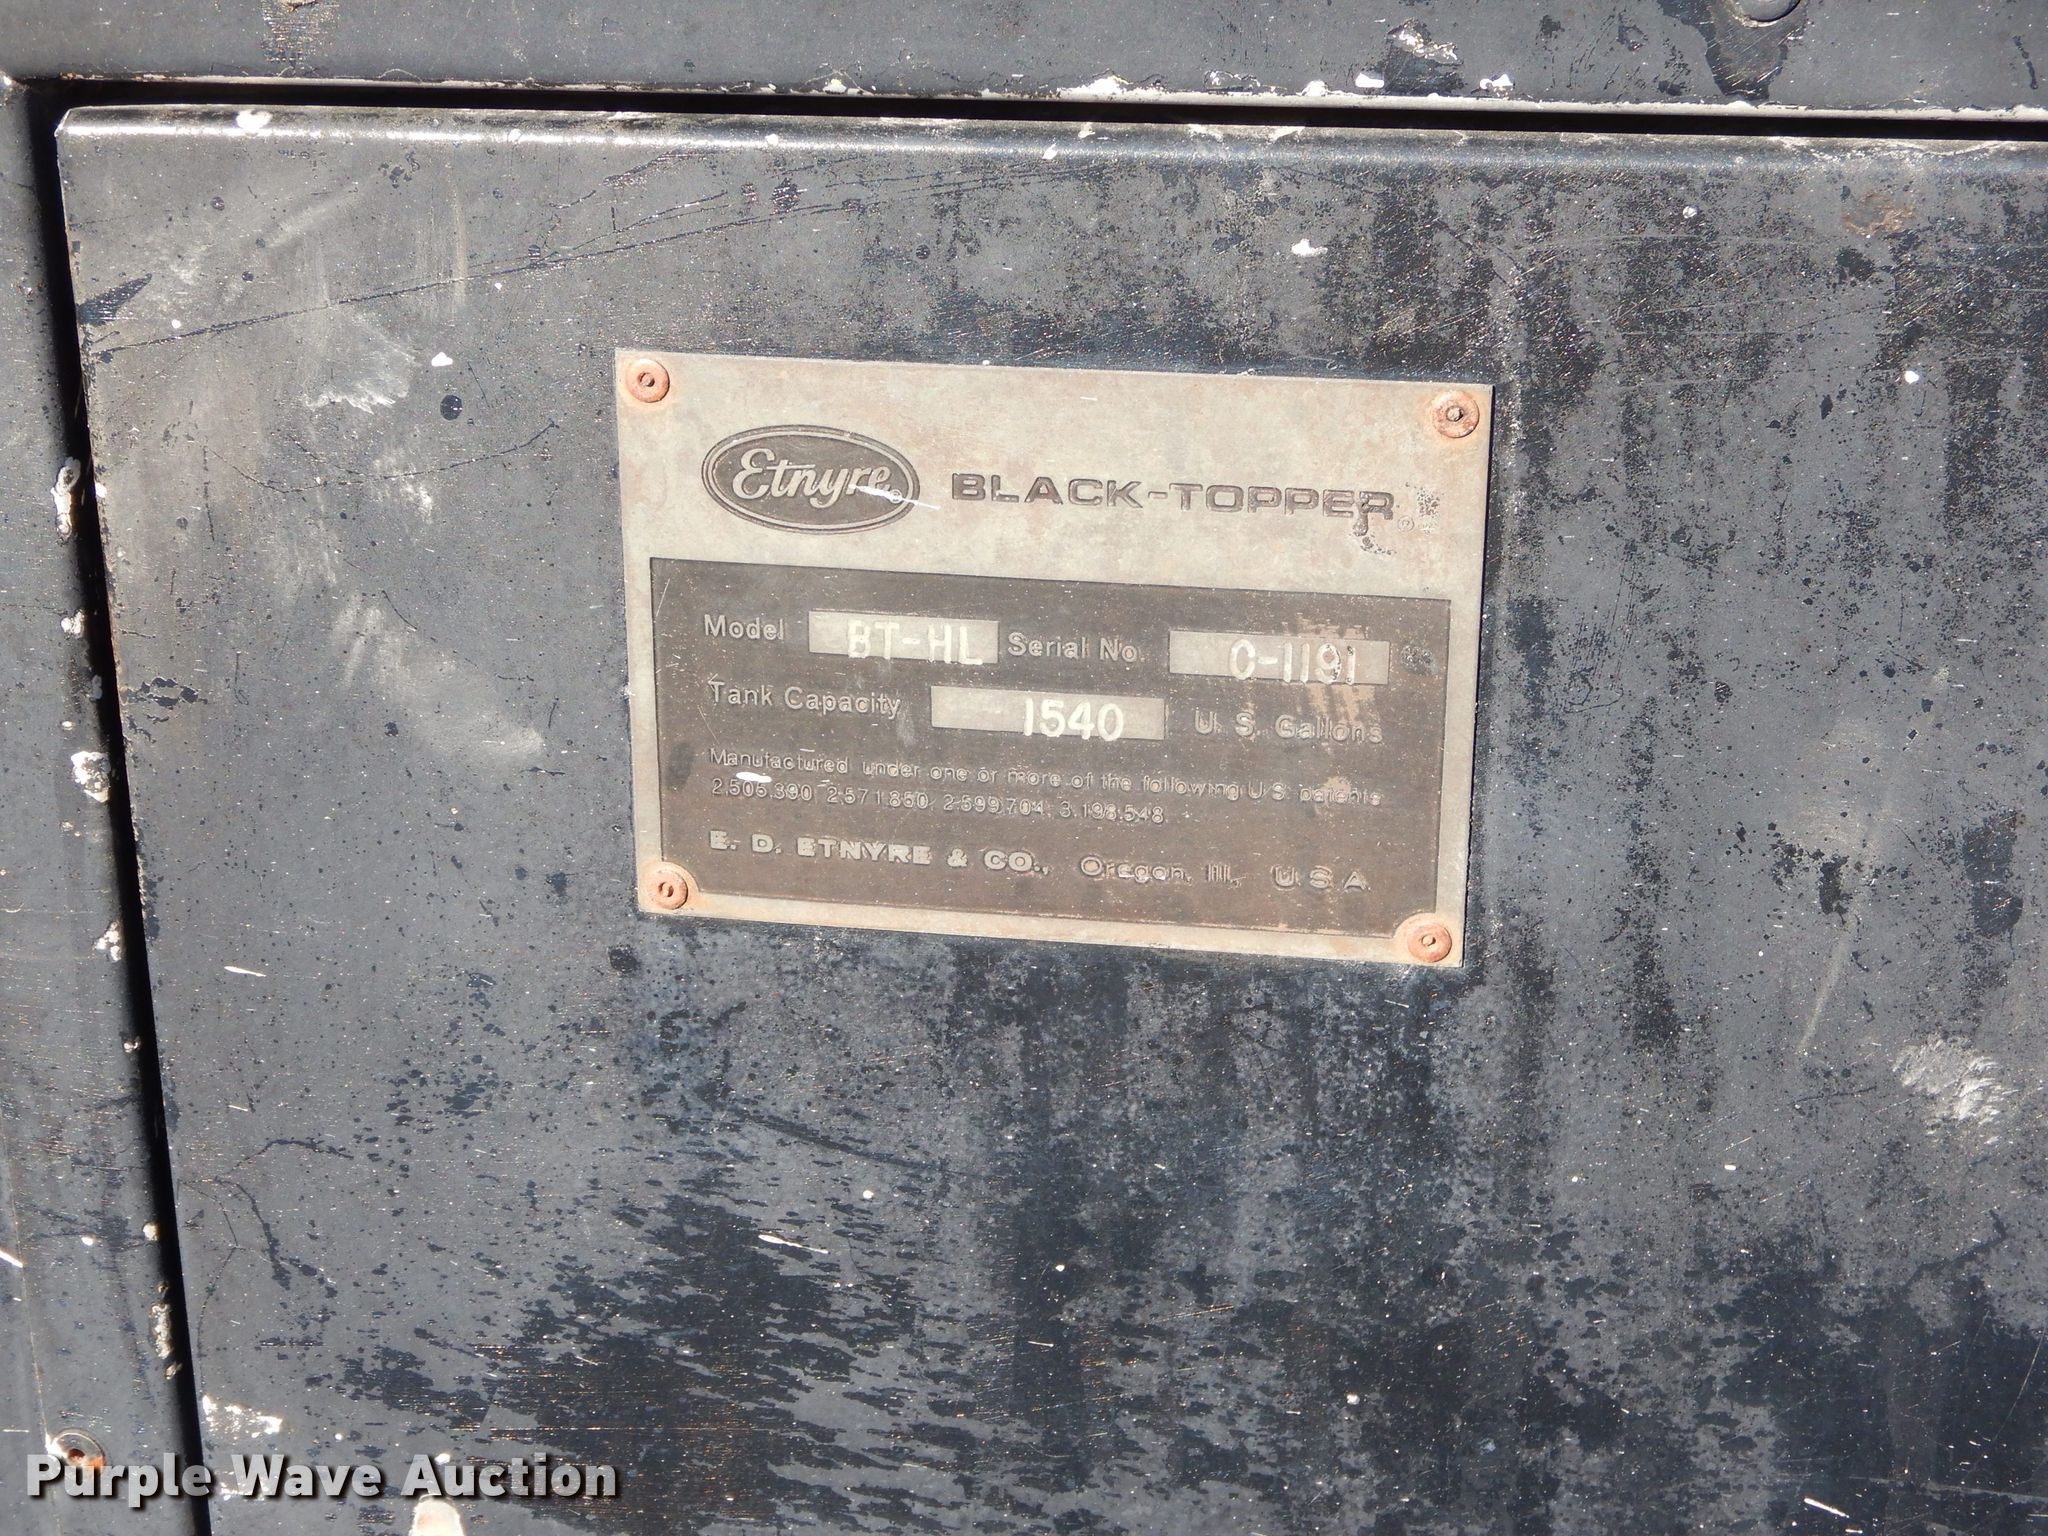 Etnyre® BLACK-TOPPER®
Model BT-HL Serial No. C-1191
Tank Capacity 1540 U. S. Gallons
Manufactured under one or more of the following U.S. patents
2,505,390 2,571,850, 2,599,704, 3,198,548
E. D. ETNYRE & CO., Oregon, Ill., U.S.A.
Purple Wave Auction